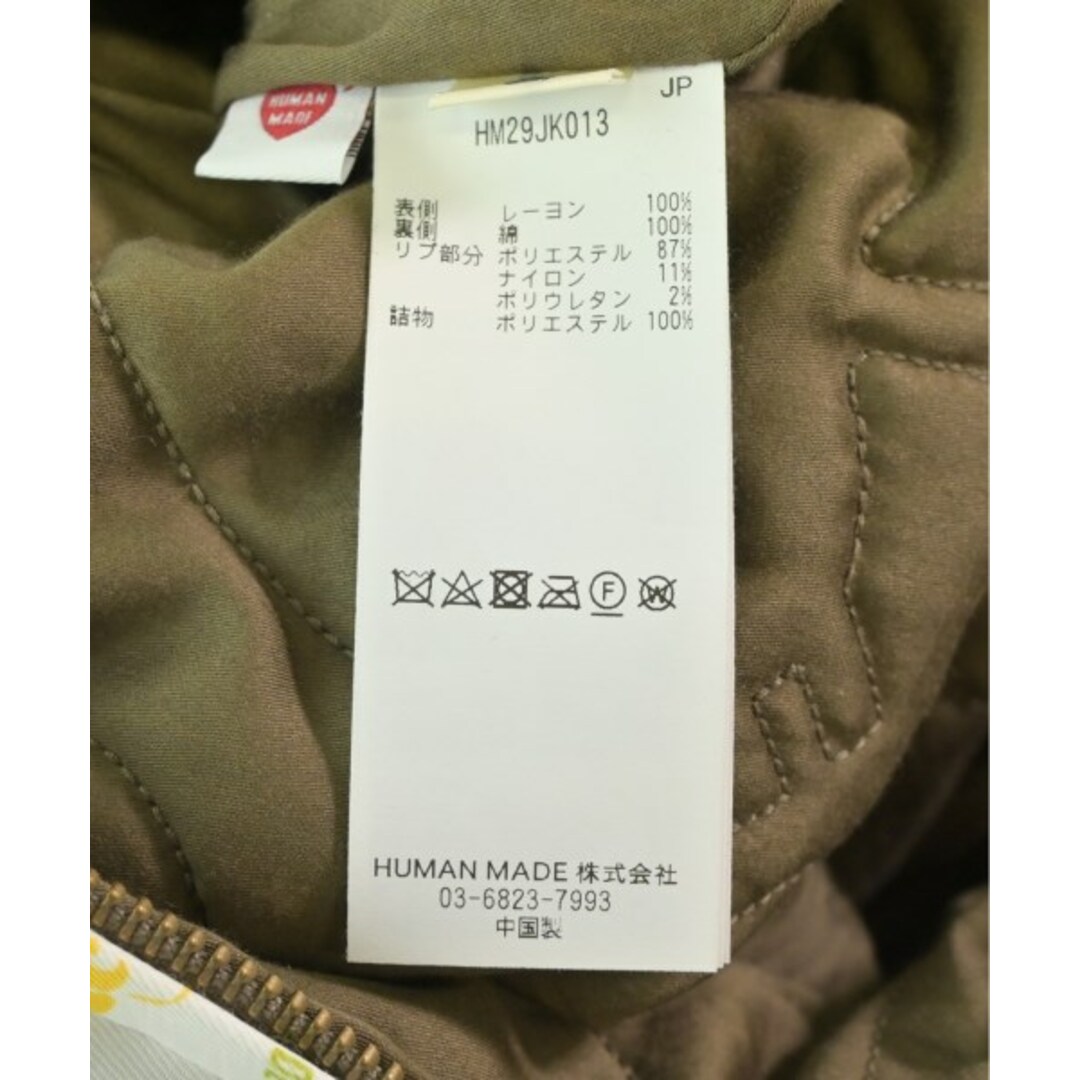 HUMAN
MADE
JP
HM29JK013
表側 レーヨン 100%
裏側 綿 100%
リブ部分 ポリエステル 87%
ナイロン 11%
ポリウレタン 2%
詰物 ポリエステル 100%
F
W
HUMAN MADE 株式会社
03-6823-7993
中国製